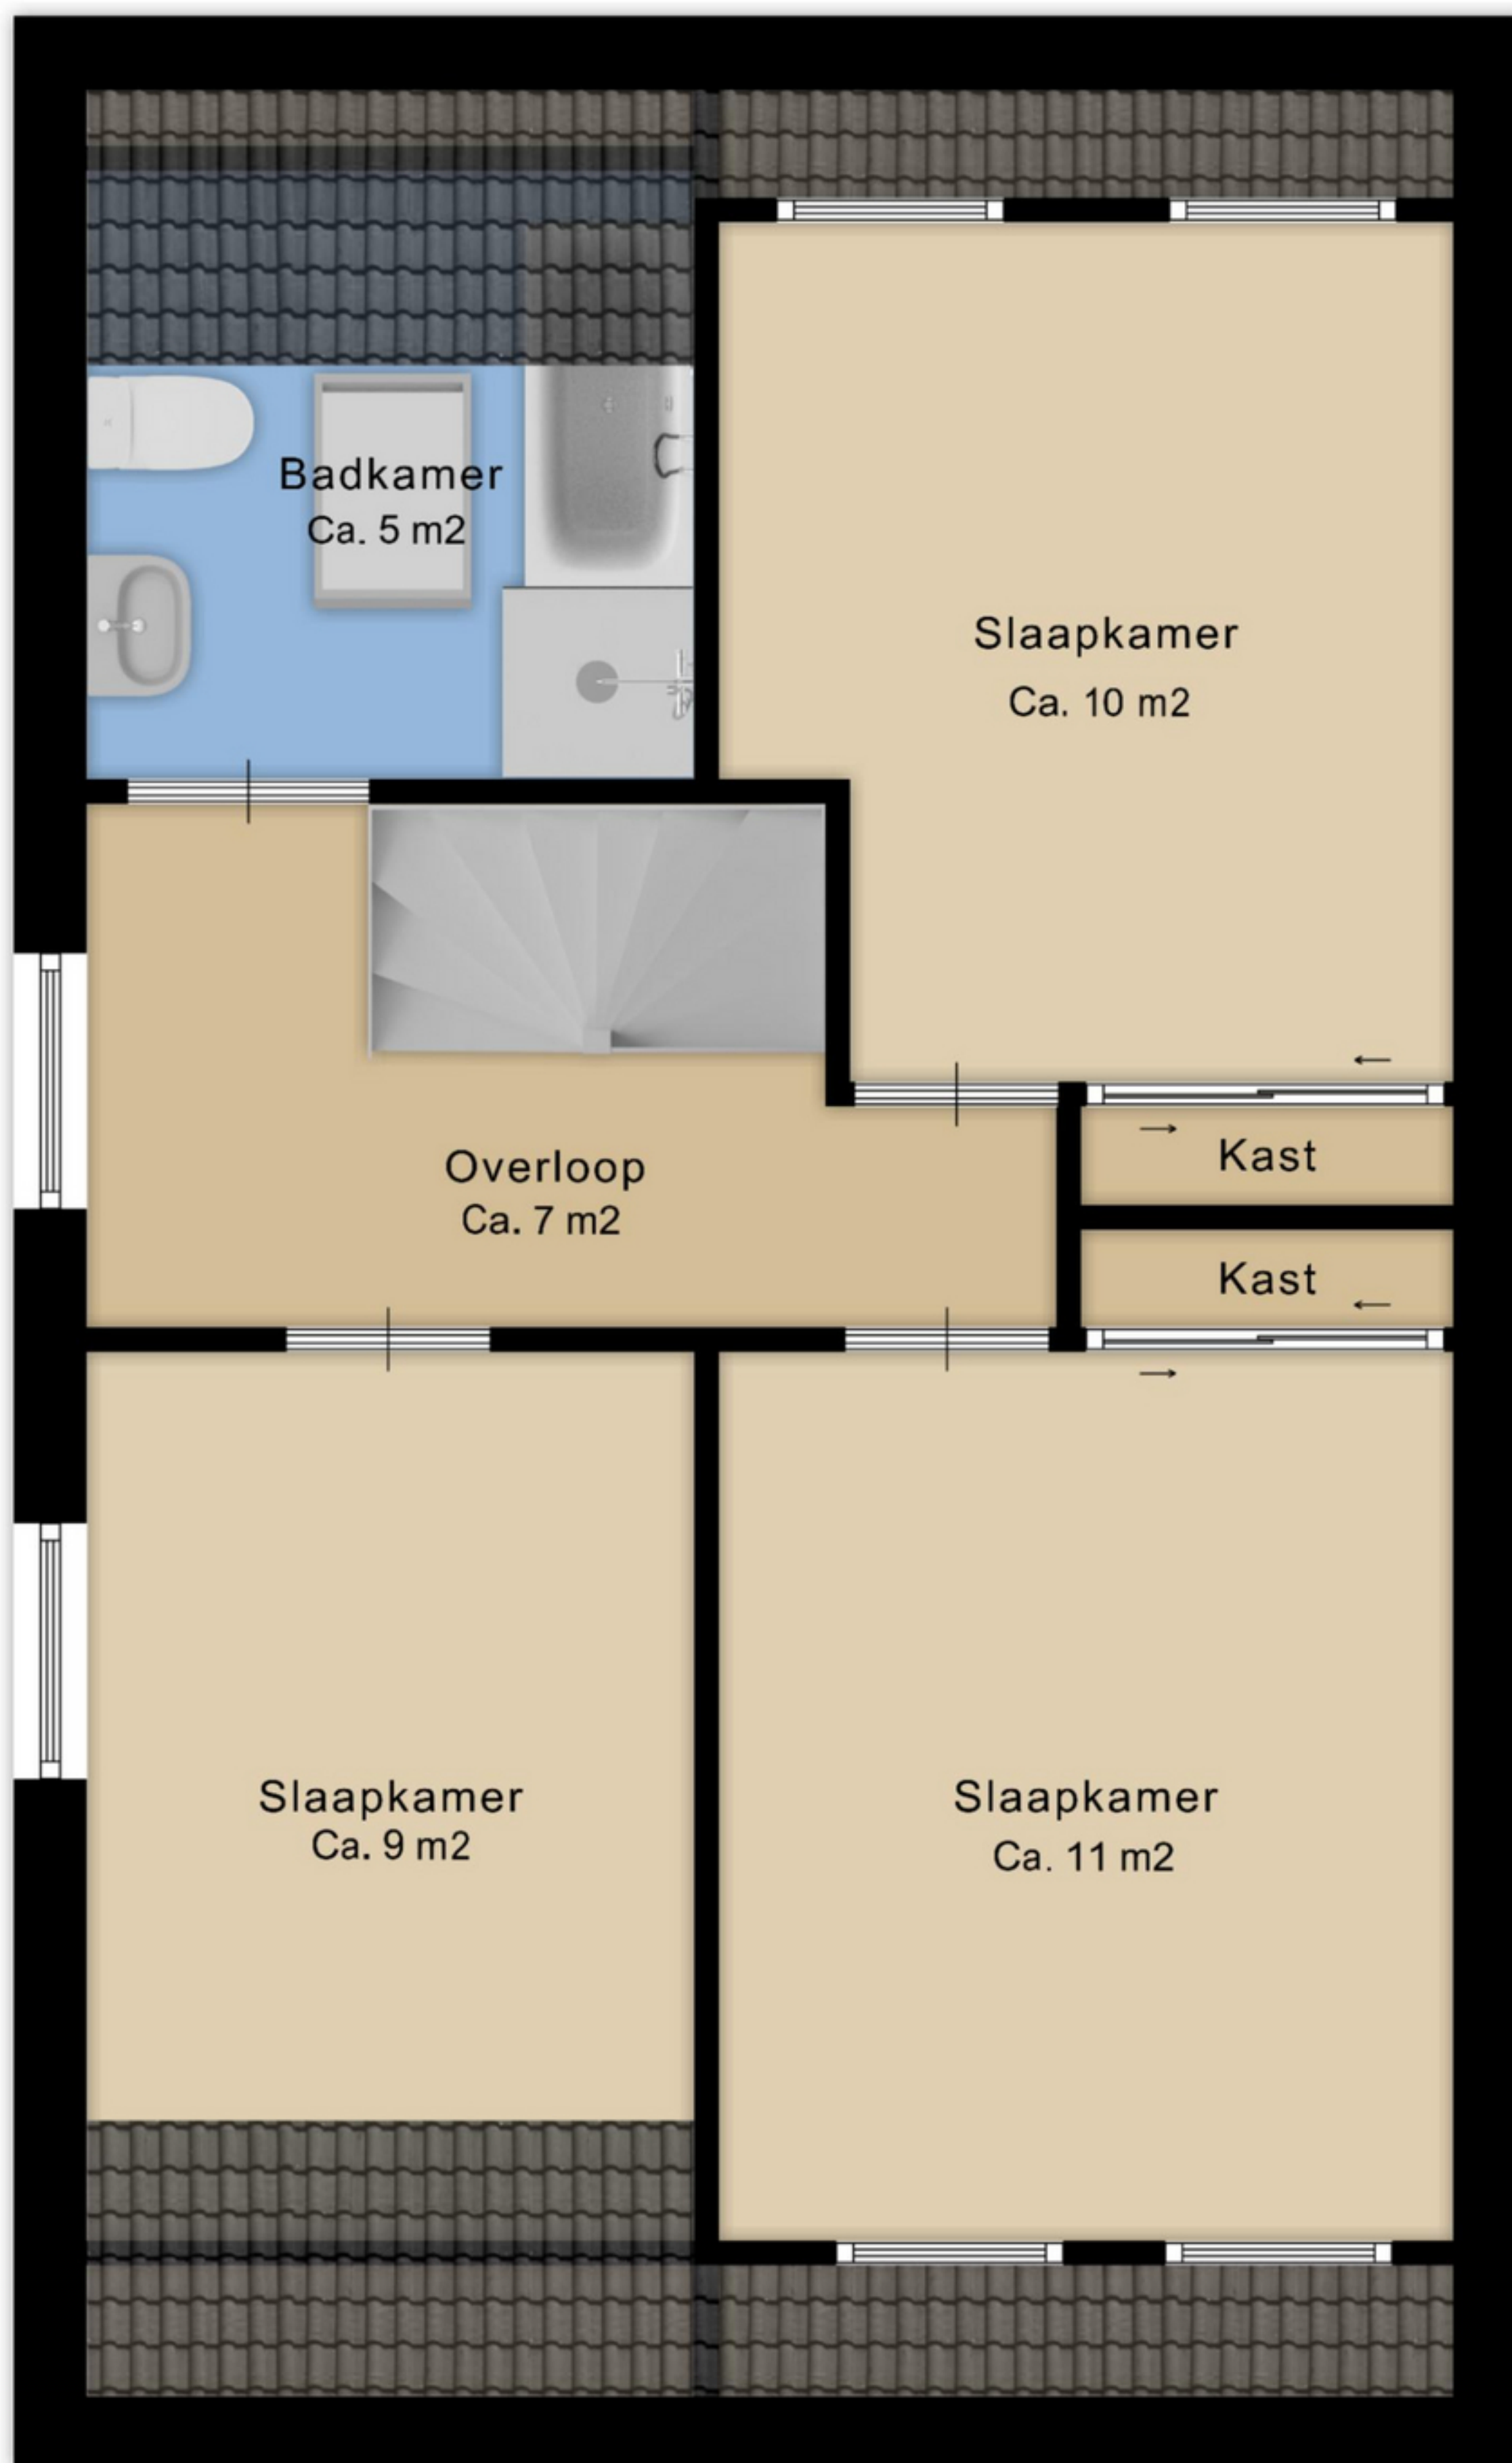 Badkamer
Ca. 5 m2
Slaapkamer
Ca. 10 m2
Overloop
Ca. 7 m2
Kast
Kast
Slaapkamer
Ca. 9 m2
Slaapkamer
Ca. 11 m2